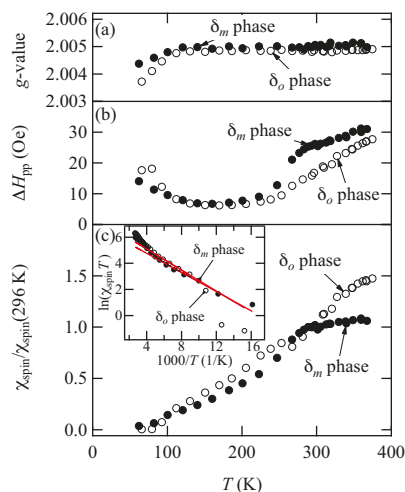 2.006
(a)
δm phase
2.005
g-value
2.004
δo phase
2.003
(b)
30
δm phase
ΔHpp (Oe)
20
10
δo phase
0
(c)
6
ln(χspin T)
4
2
0
δm phase
δo phase
4 8 12 16
1000/T (1/K)
δo phase
δm phase
1.5
χspin/χspin(296 K)
1.0
0.5
0.0
0 100 200 300 400
T (K)